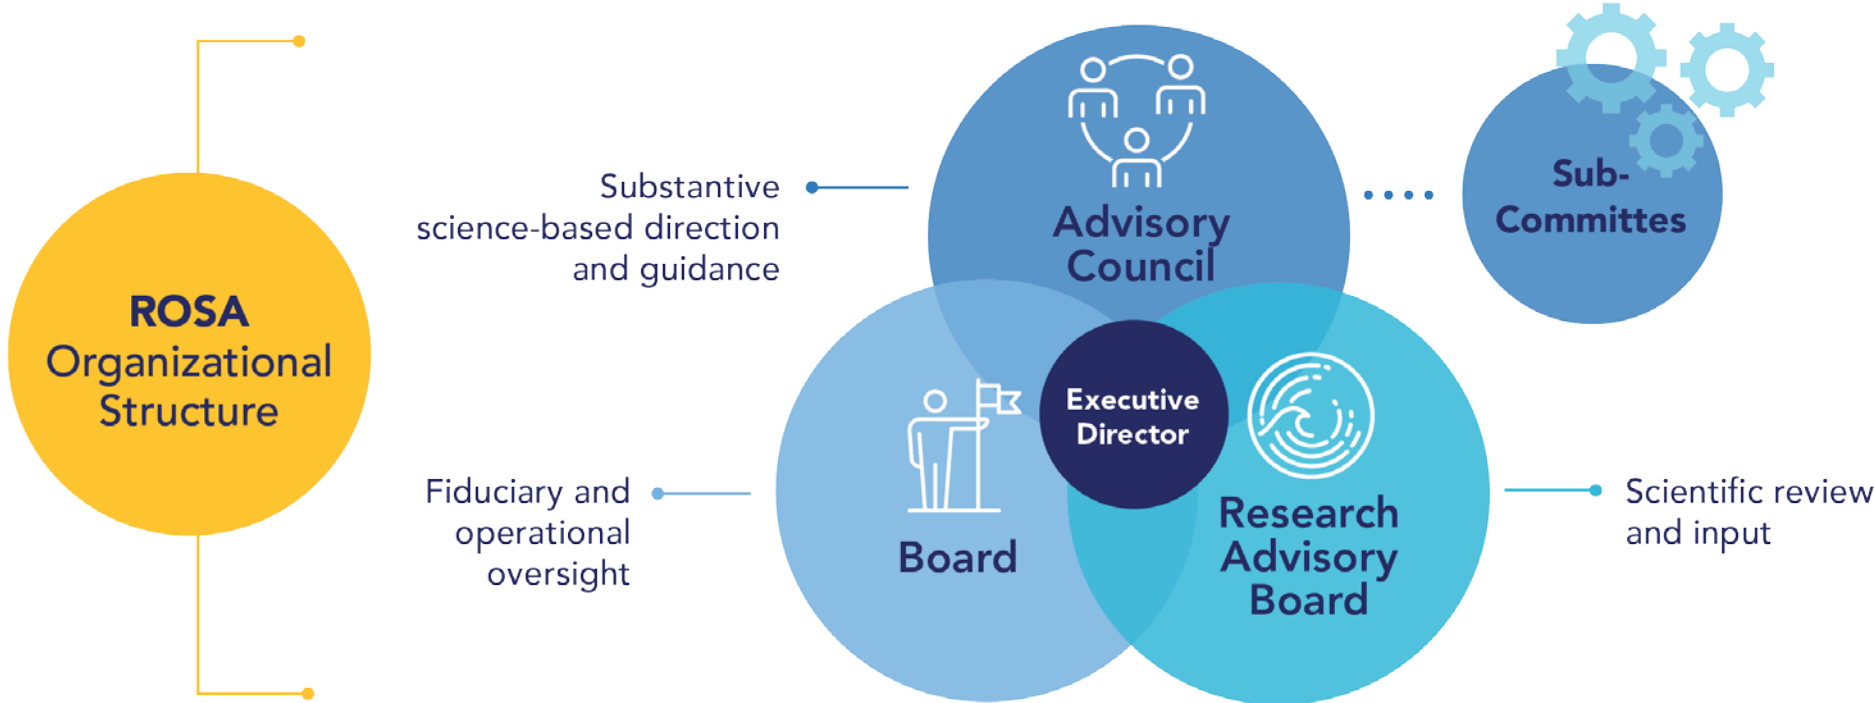 ROSA
Organizational
Structure
Substantive
science-based direction
and guidance
Advisory
Council
Sub-
Committes
Executive
Director
Fiduciary and
operational
oversight
Board
Research
Advisory
Board
Scientific review
and input